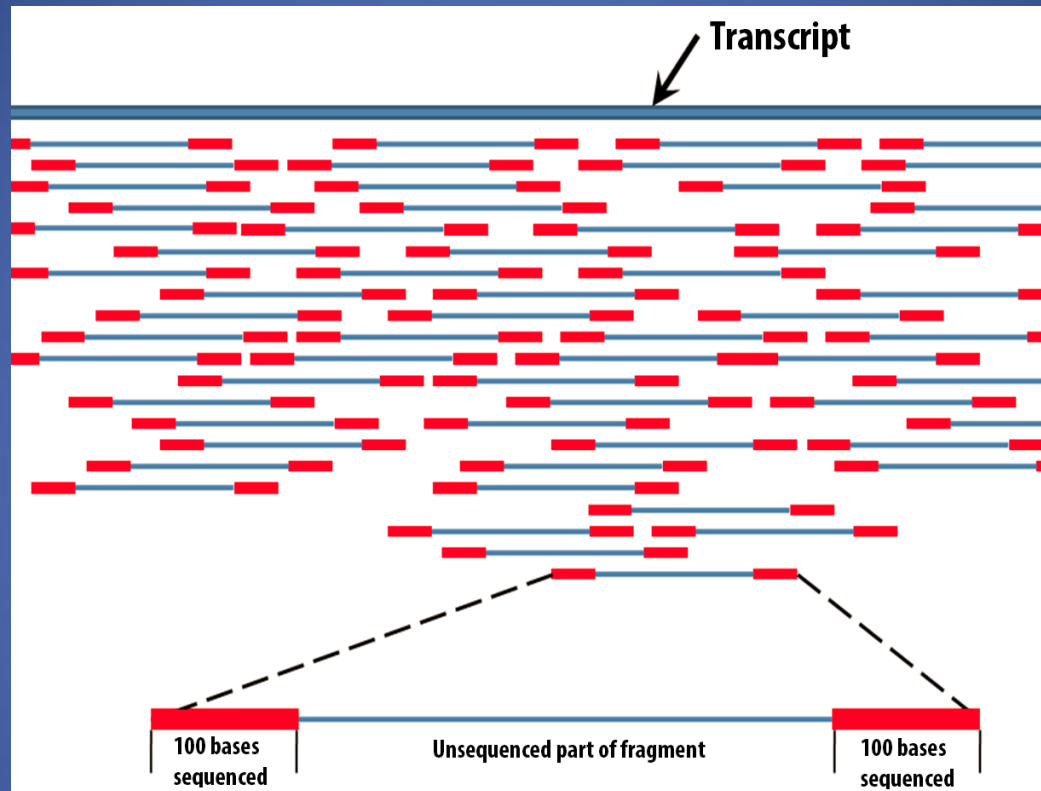 Transcript
100 bases
sequenced
Unsequenced part of fragment
100 bases
sequenced